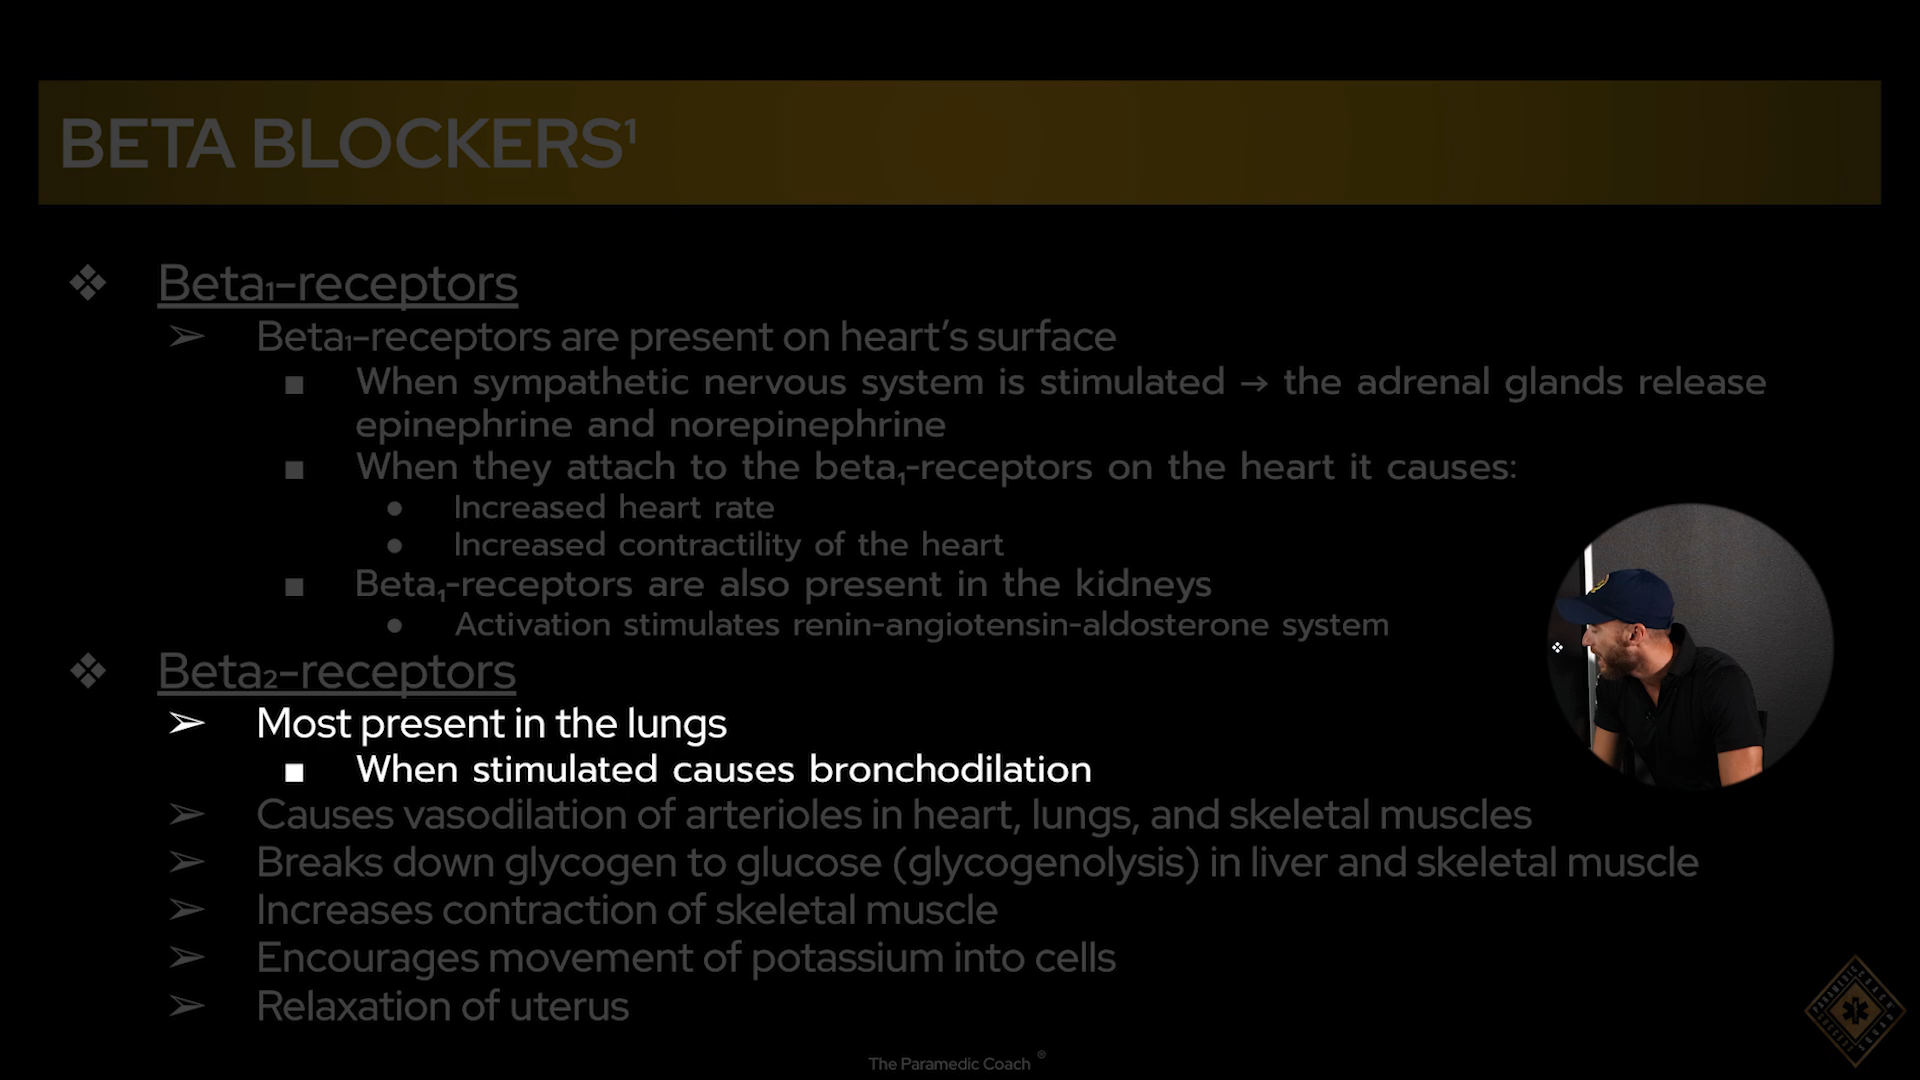 BETA BLOCKERS¹
❖ Beta₁-receptors
➢ Beta₁-receptors are present on heart’s surface
■ When sympathetic nervous system is stimulated → the adrenal glands release
epinephrine and norepinephrine
■ When they attach to the beta₁-receptors on the heart it causes:
● Increased heart rate
● Increased contractility of the heart
■ Beta₁-receptors are also present in the kidneys
● Activation stimulates renin-angiotensin-aldosterone system
❖ Beta₂-receptors
➢ Most present in the lungs
■ When stimulated causes bronchodilation
➢ Causes vasodilation of arterioles in heart, lungs, and skeletal muscles
➢ Breaks down glycogen to glucose (glycogenolysis) in liver and skeletal muscle
➢ Increases contraction of skeletal muscle
➢ Encourages movement of potassium into cells
➢ Relaxation of uterus
The Paramedic Coach ®
PARAMEDIC COACH
SUCCESS SQUAD